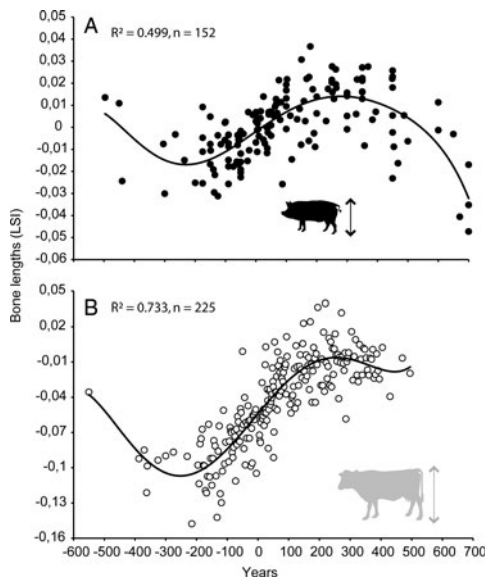 A
R² = 0.499, n = 152
0,05
0,04
0,03
0,02
0,01
0
-0,01
-0,02
-0,03
-0,04
-0,05
-0,06
Bone lengths (LSI)
B
R² = 0.733, n = 225
0,05
0,02
-0,01
-0,04
-0,07
-0,1
-0,13
-0,16
-600 -500 -400 -300 -200 -100 0 100 200 300 400 500 600 700
Years